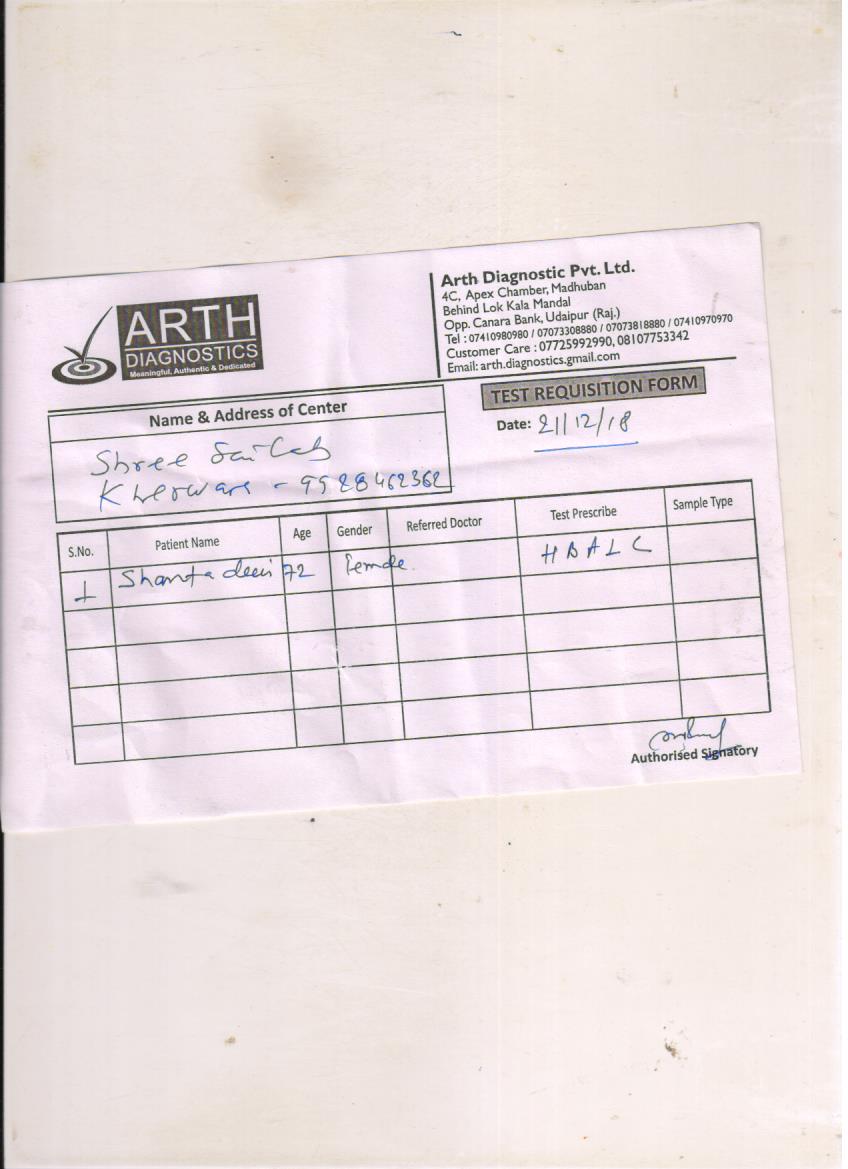 ARTH
DIAGNOSTICS
Meaningful, Authentic & Dedicated
Arth Diagnostic Pvt. Ltd.
4C, Apex Chamber, Madhuban
Behind Lok Kala Mandal
Opp. Canara Bank, Udaipur (Raj.)
Tel : 07410980980 / 07073308880 / 07073818880 / 07410970970
Customer Care : 07725992990, 08107753342
Email: arth.diagnostics.gmail.com
TEST REQUISITION FORM
Date: 21/12/18
Name & Address of Center
Shree Sai Lab
Kherwara - 9928462362
S.No. Patient Name Age Gender Referred Doctor Test Prescribe Sample Type
1 Shanta devi 72 Female. HBA1C
Authorised Signatory